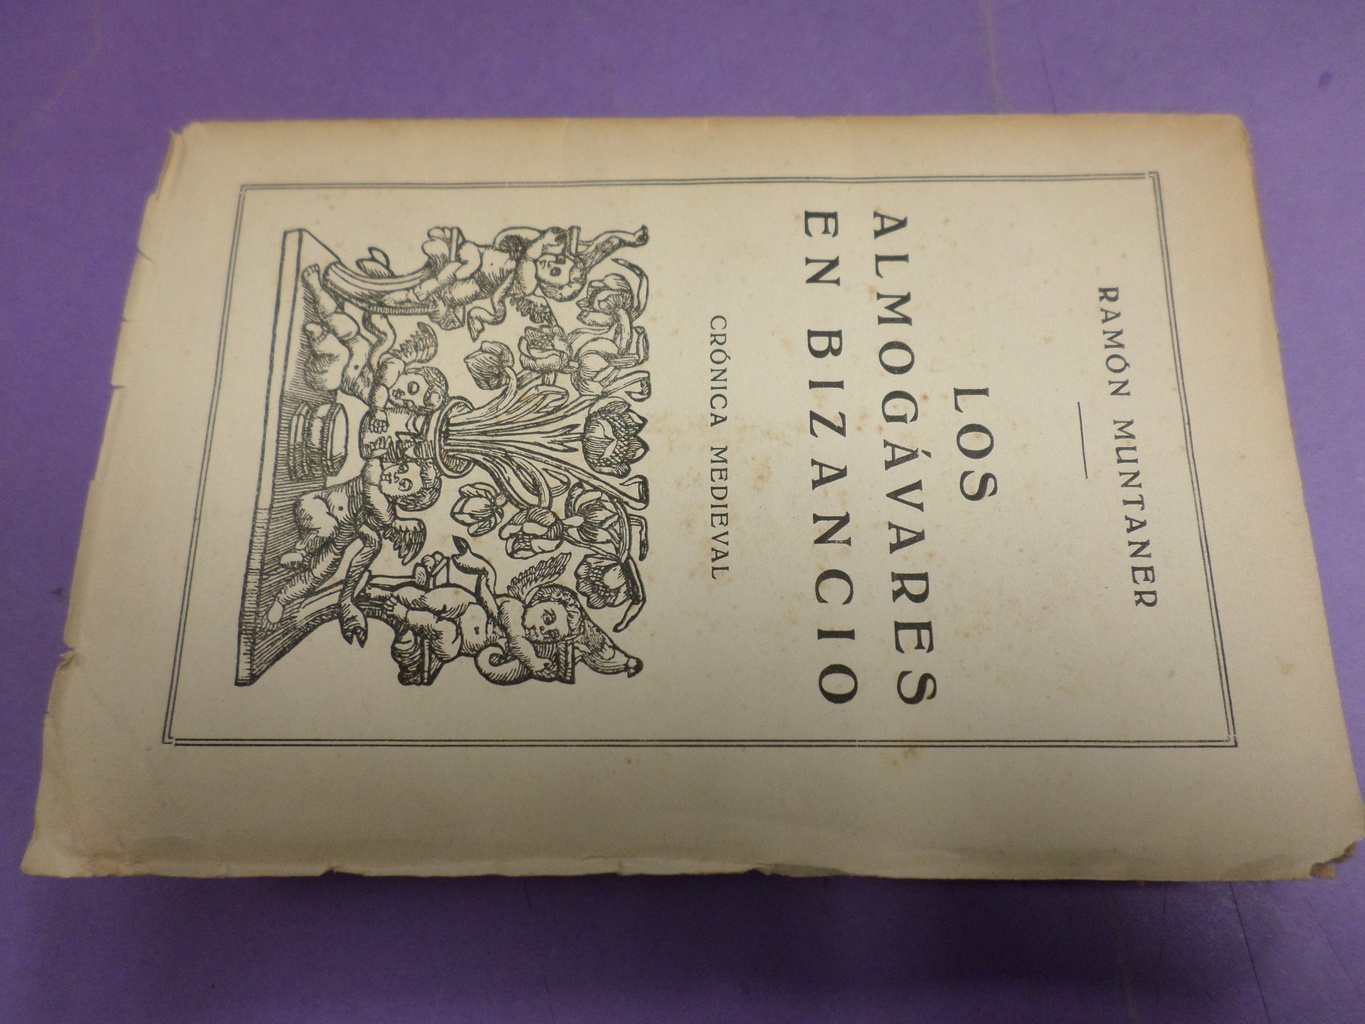 RAMÓN MUNTANER
LOS
ALMOGÁVARES
EN BIZANCIO
CRÓNICA MEDIEVAL